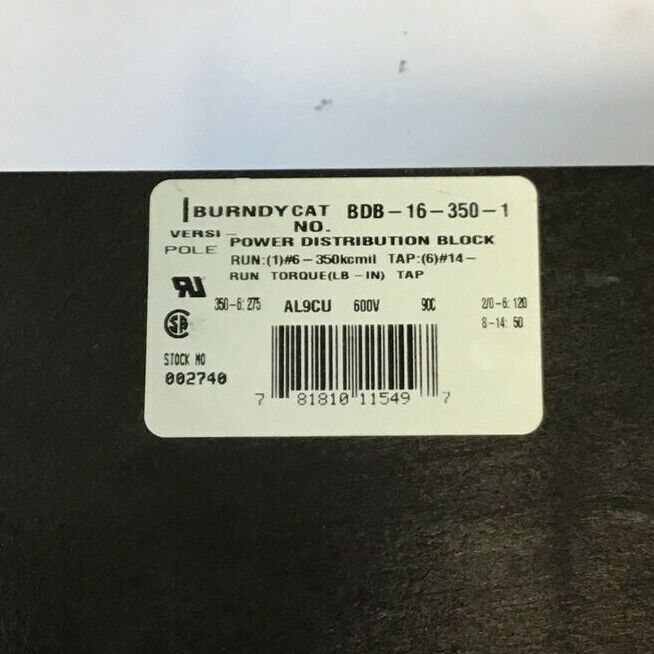 BURNDY CAT NO. BDB-16-350-1
VERSI-POLE POWER DISTRIBUTION BLOCK
RUN:(1)#6-350kcmil TAP:(6)#14-
RUN TORQUE(LB-IN) TAP
350-6: 275 AL9CU 600V 90C 2/0-6: 120
8-14: 50
STOCK NO
002740
7 81810 11549 7